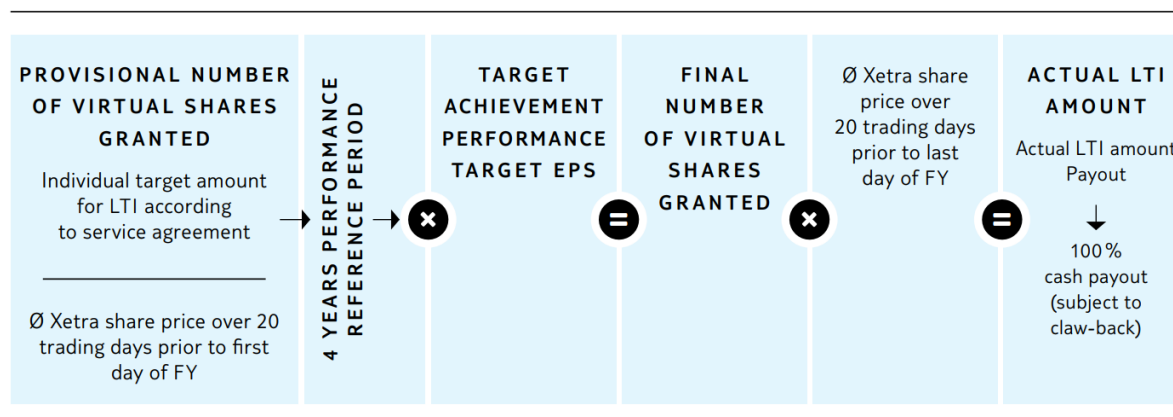 PROVISIONAL NUMBER
OF VIRTUAL SHARES
GRANTED
Individual target amount
for LTI according
to service agreement
Ø Xetra share price over 20
trading days prior to first
day of FY
4 YEARS PERFORMANCE
REFERENCE PERIOD
×
TARGET
ACHIEVEMENT
PERFORMANCE
TARGET EPS
=
FINAL
NUMBER
OF VIRTUAL
SHARES
GRANTED
×
Ø Xetra share
price over
20 trading days
prior to last
day of FY
=
ACTUAL LTI
AMOUNT
Actual LTI amount
Payout
100 %
cash payout
(subject to
claw-back)